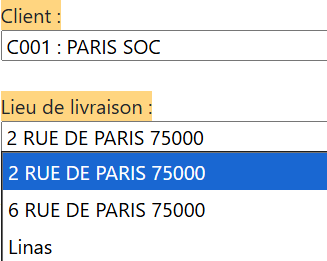 Client :
C001 : PARIS SOC
Lieu de livraison :
2 RUE DE PARIS 75000
2 RUE DE PARIS 75000
6 RUE DE PARIS 75000
Linas